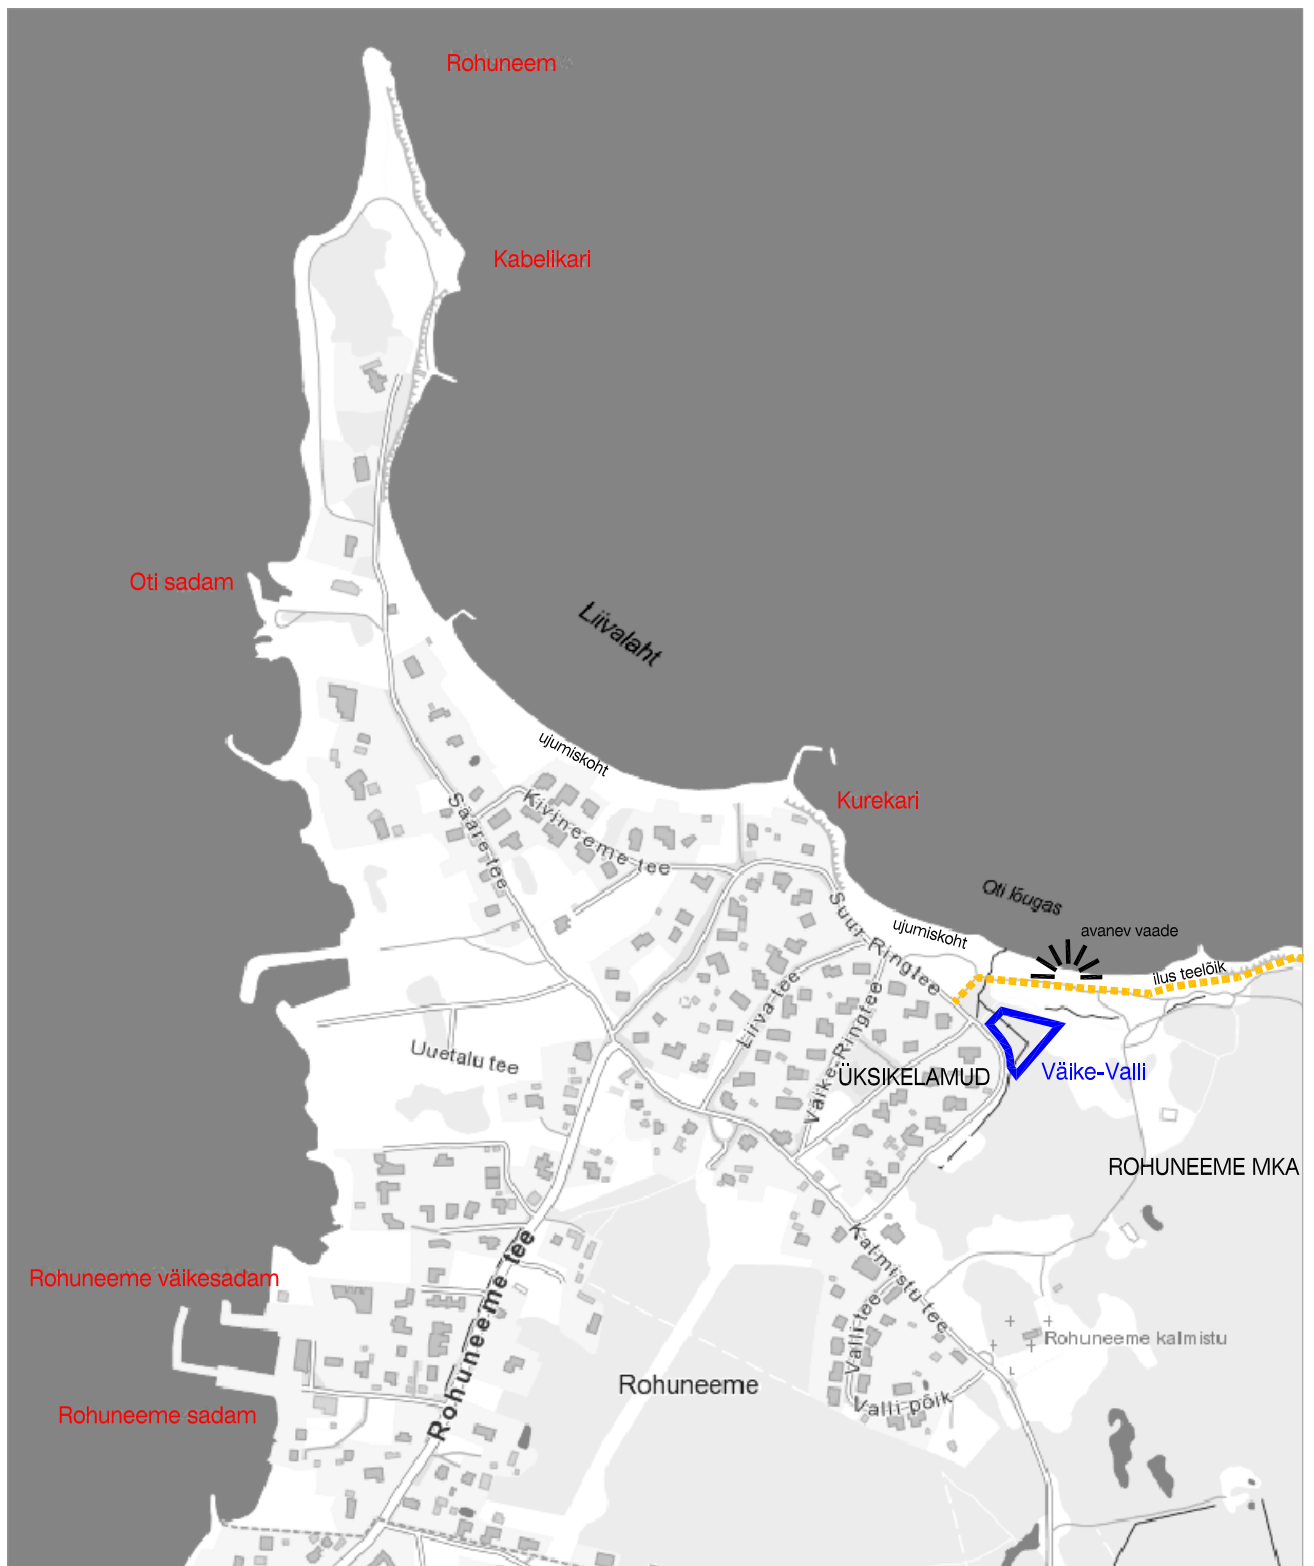 Rohuneem
Kabelikari
Oti sadam
Liivalaht
ujumiskoht
Kurekari
Kivineeme tee
Sääre tee
Oti lõugas
avanev vaade
ujumiskoht
Suur-Ringtee
ilus teelõik
Liiva tee
Väike-Ringtee
Uuetalu tee
ÜKSIKELAMUD
Väike-Valli
ROHUNEEME MKA
Rohuneeme väikesadam
Rohuneeme tee
Kalmistu tee
Valli tee
Rohuneeme kalmistu
Rohuneeme
Valli põik
Rohuneeme sadam